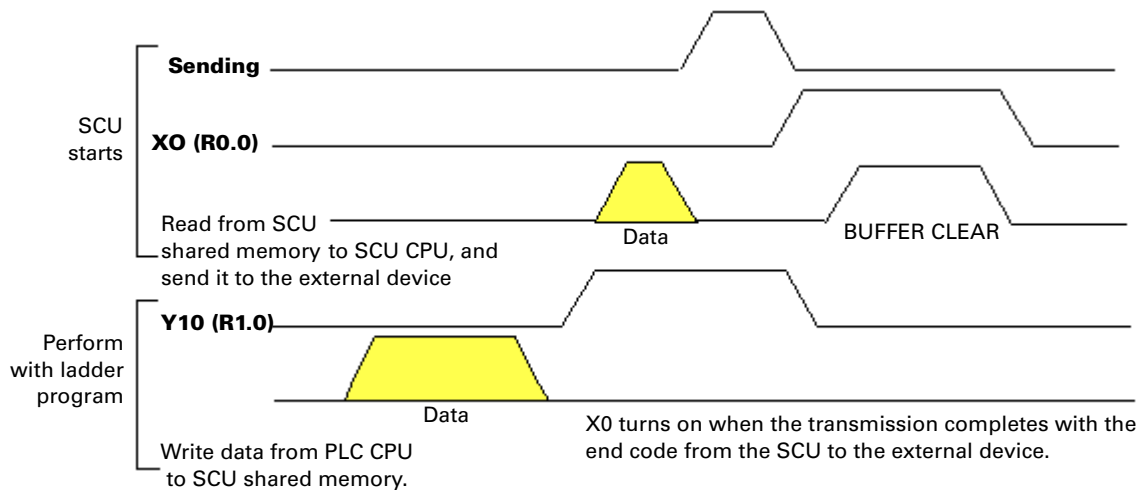 Sending
SCU
starts
XO (R0.0)
Read from SCU
shared memory to SCU CPU, and
send it to the external device
Data
BUFFER CLEAR
Y10 (R1.0)
Perform
with ladder
program
Data
X0 turns on when the transmission completes with the
end code from the SCU to the external device.
Write data from PLC CPU
to SCU shared memory.